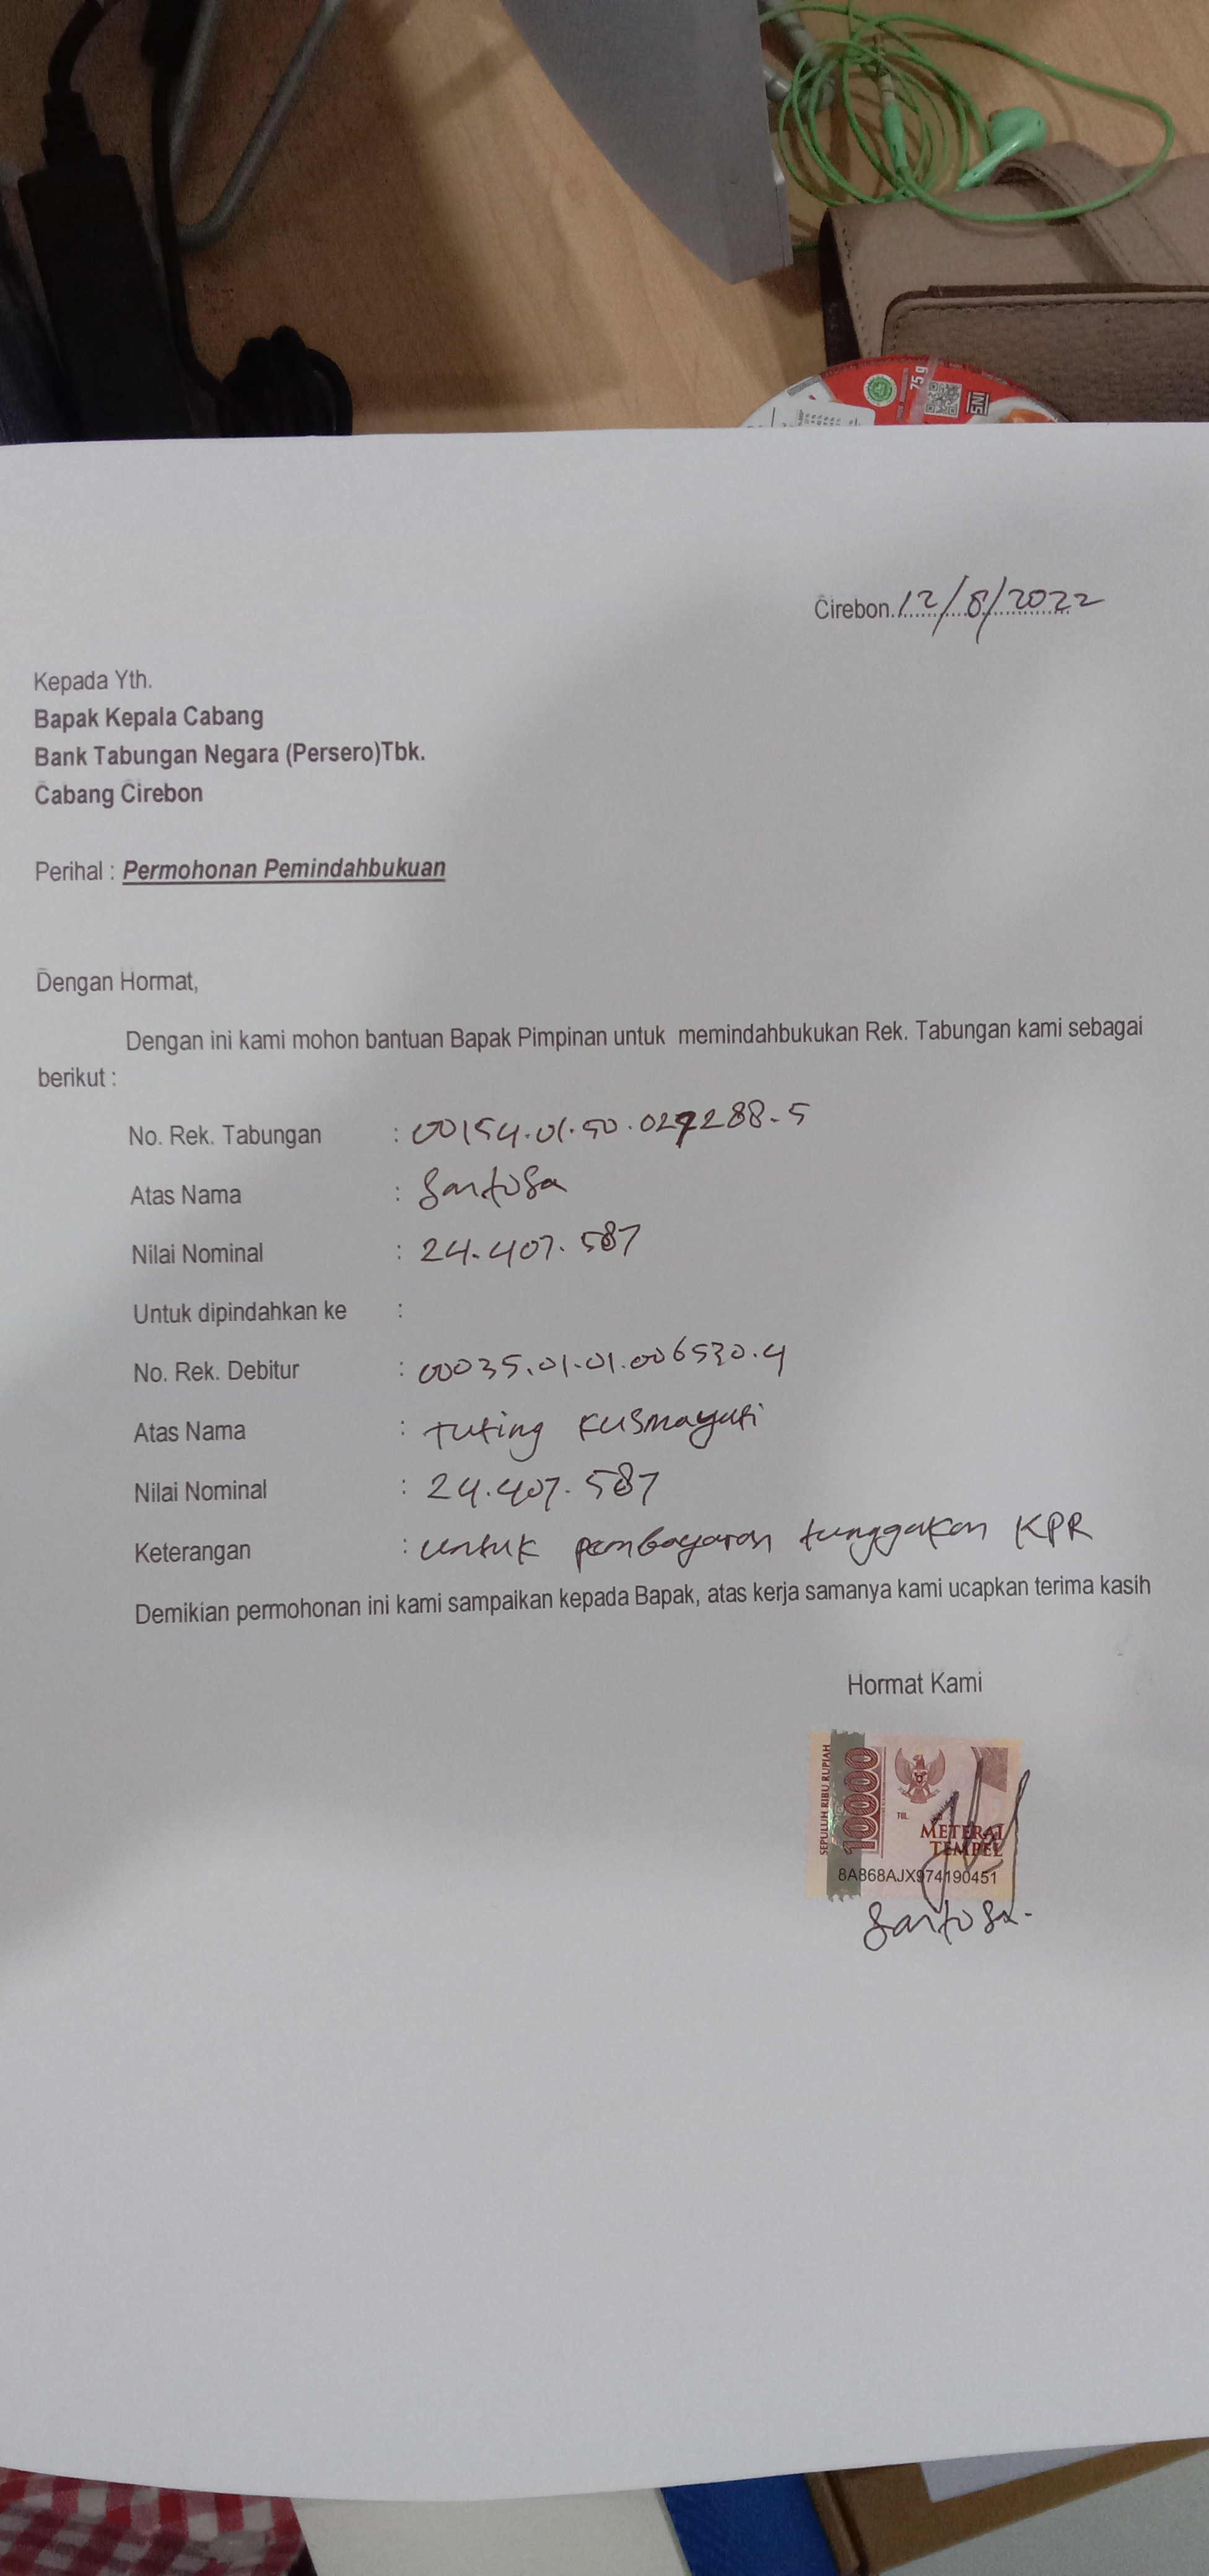 75 g
SNI
Cirebon. 12/8/2022
Kepada Yth.
Bapak Kepala Cabang
Bank Tabungan Negara (Persero)Tbk.
Cabang Cirebon
Perihal : Permohonan Pemindahbukuan
Dengan Hormat,
Dengan ini kami mohon bantuan Bapak Pimpinan untuk memindahbukukan Rek. Tabungan kami sebagai
berikut :
No. Rek. Tabungan : 00154.01.50.027288-5
Atas Nama : Santosa
Nilai Nominal : 24.407.587
Untuk dipindahkan ke :
No. Rek. Debitur : 00035.01.01.006530.4
Atas Nama : Tuting Kusmayati
Nilai Nominal : 24.407.587
Keterangan : untuk pembayaran tunggakan KPR
Demikian permohonan ini kami sampaikan kepada Bapak, atas kerja samanya kami ucapkan terima kasih
Hormat Kami
SEPULUH RIBU RUPIAH
10000
TGL.
METERAI
TEMPEL
8A868AJX974190451
Santosa.